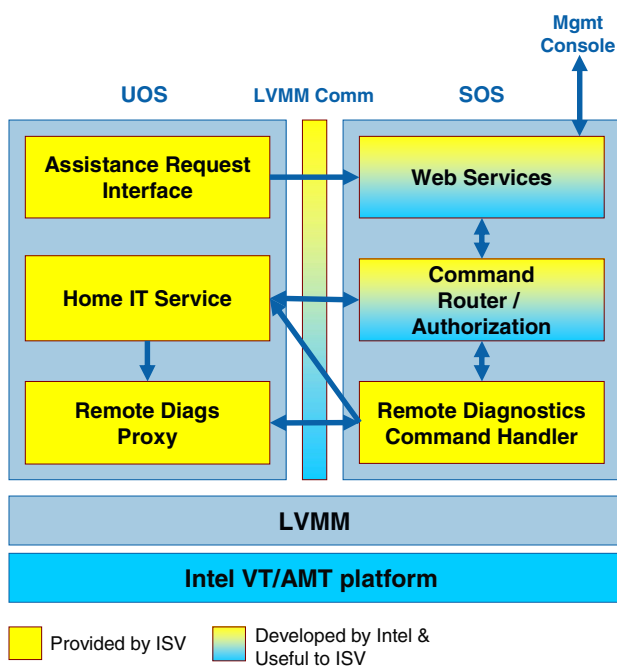 Mgmt
Console
UOS
LVMM Comm
SOS
Assistance Request
Interface
Web Services
Home IT Service
Command
Router /
Authorization
Remote Diags
Proxy
Remote Diagnostics
Command Handler
LVMM
Intel VT/AMT platform
Provided by ISV
Developed by Intel &
Useful to ISV